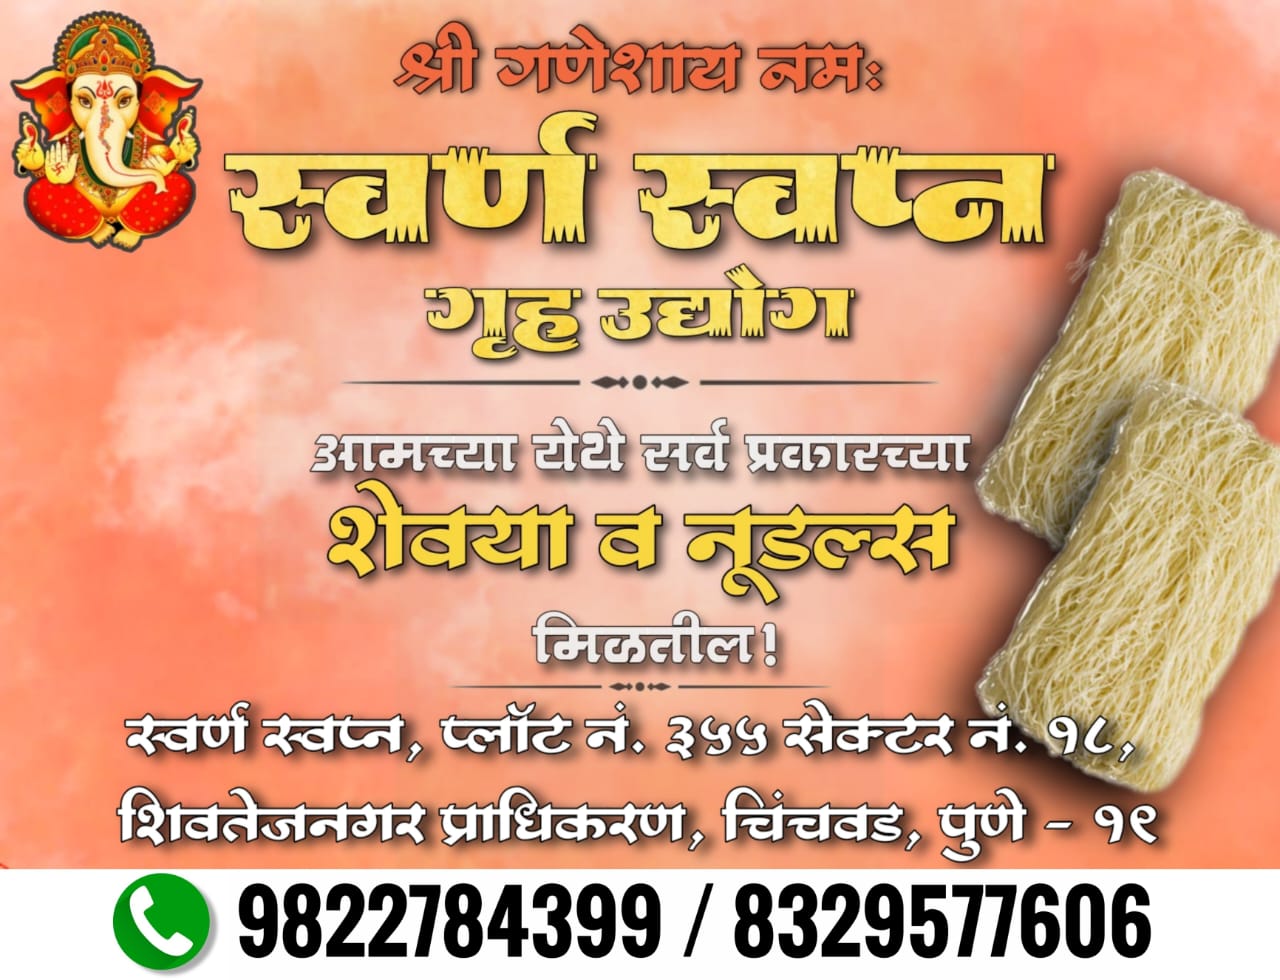 श्री गणेशाय नमः
स्वर्ण स्वप्न
गृह उद्योग
आमच्या येथे सर्व प्रकारच्या
शेवया व नूडल्स
मिळतील!
स्वर्ण स्वप्न, प्लॉट नं. ३५५ सेक्टर नं. १८,
शिवतेजनगर प्राधिकरण, चिंचवड, पुणे - १९
9822784399 / 8329577606